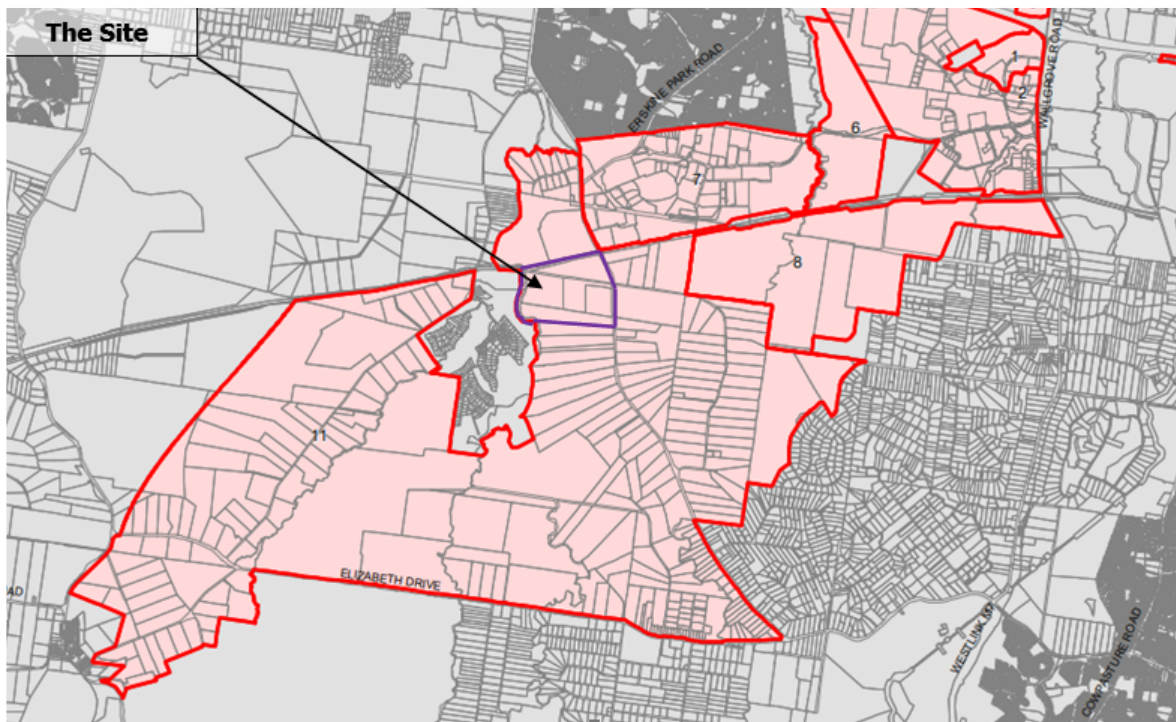 The Site
ERSKINE PARK ROAD
WALLGROVE ROAD
1
2
6
7
8
11
ELIZABETH DRIVE
AD
WESTLINK M7
COWPASTURE ROAD